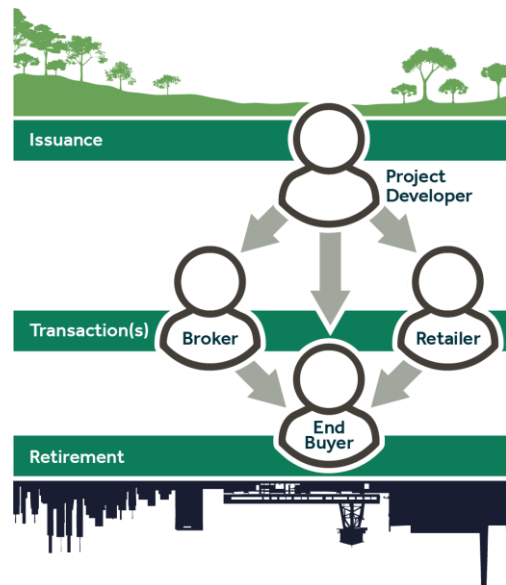 Issuance
Project
Developer
Transaction(s)
Broker
Retailer
End
Buyer
Retirement